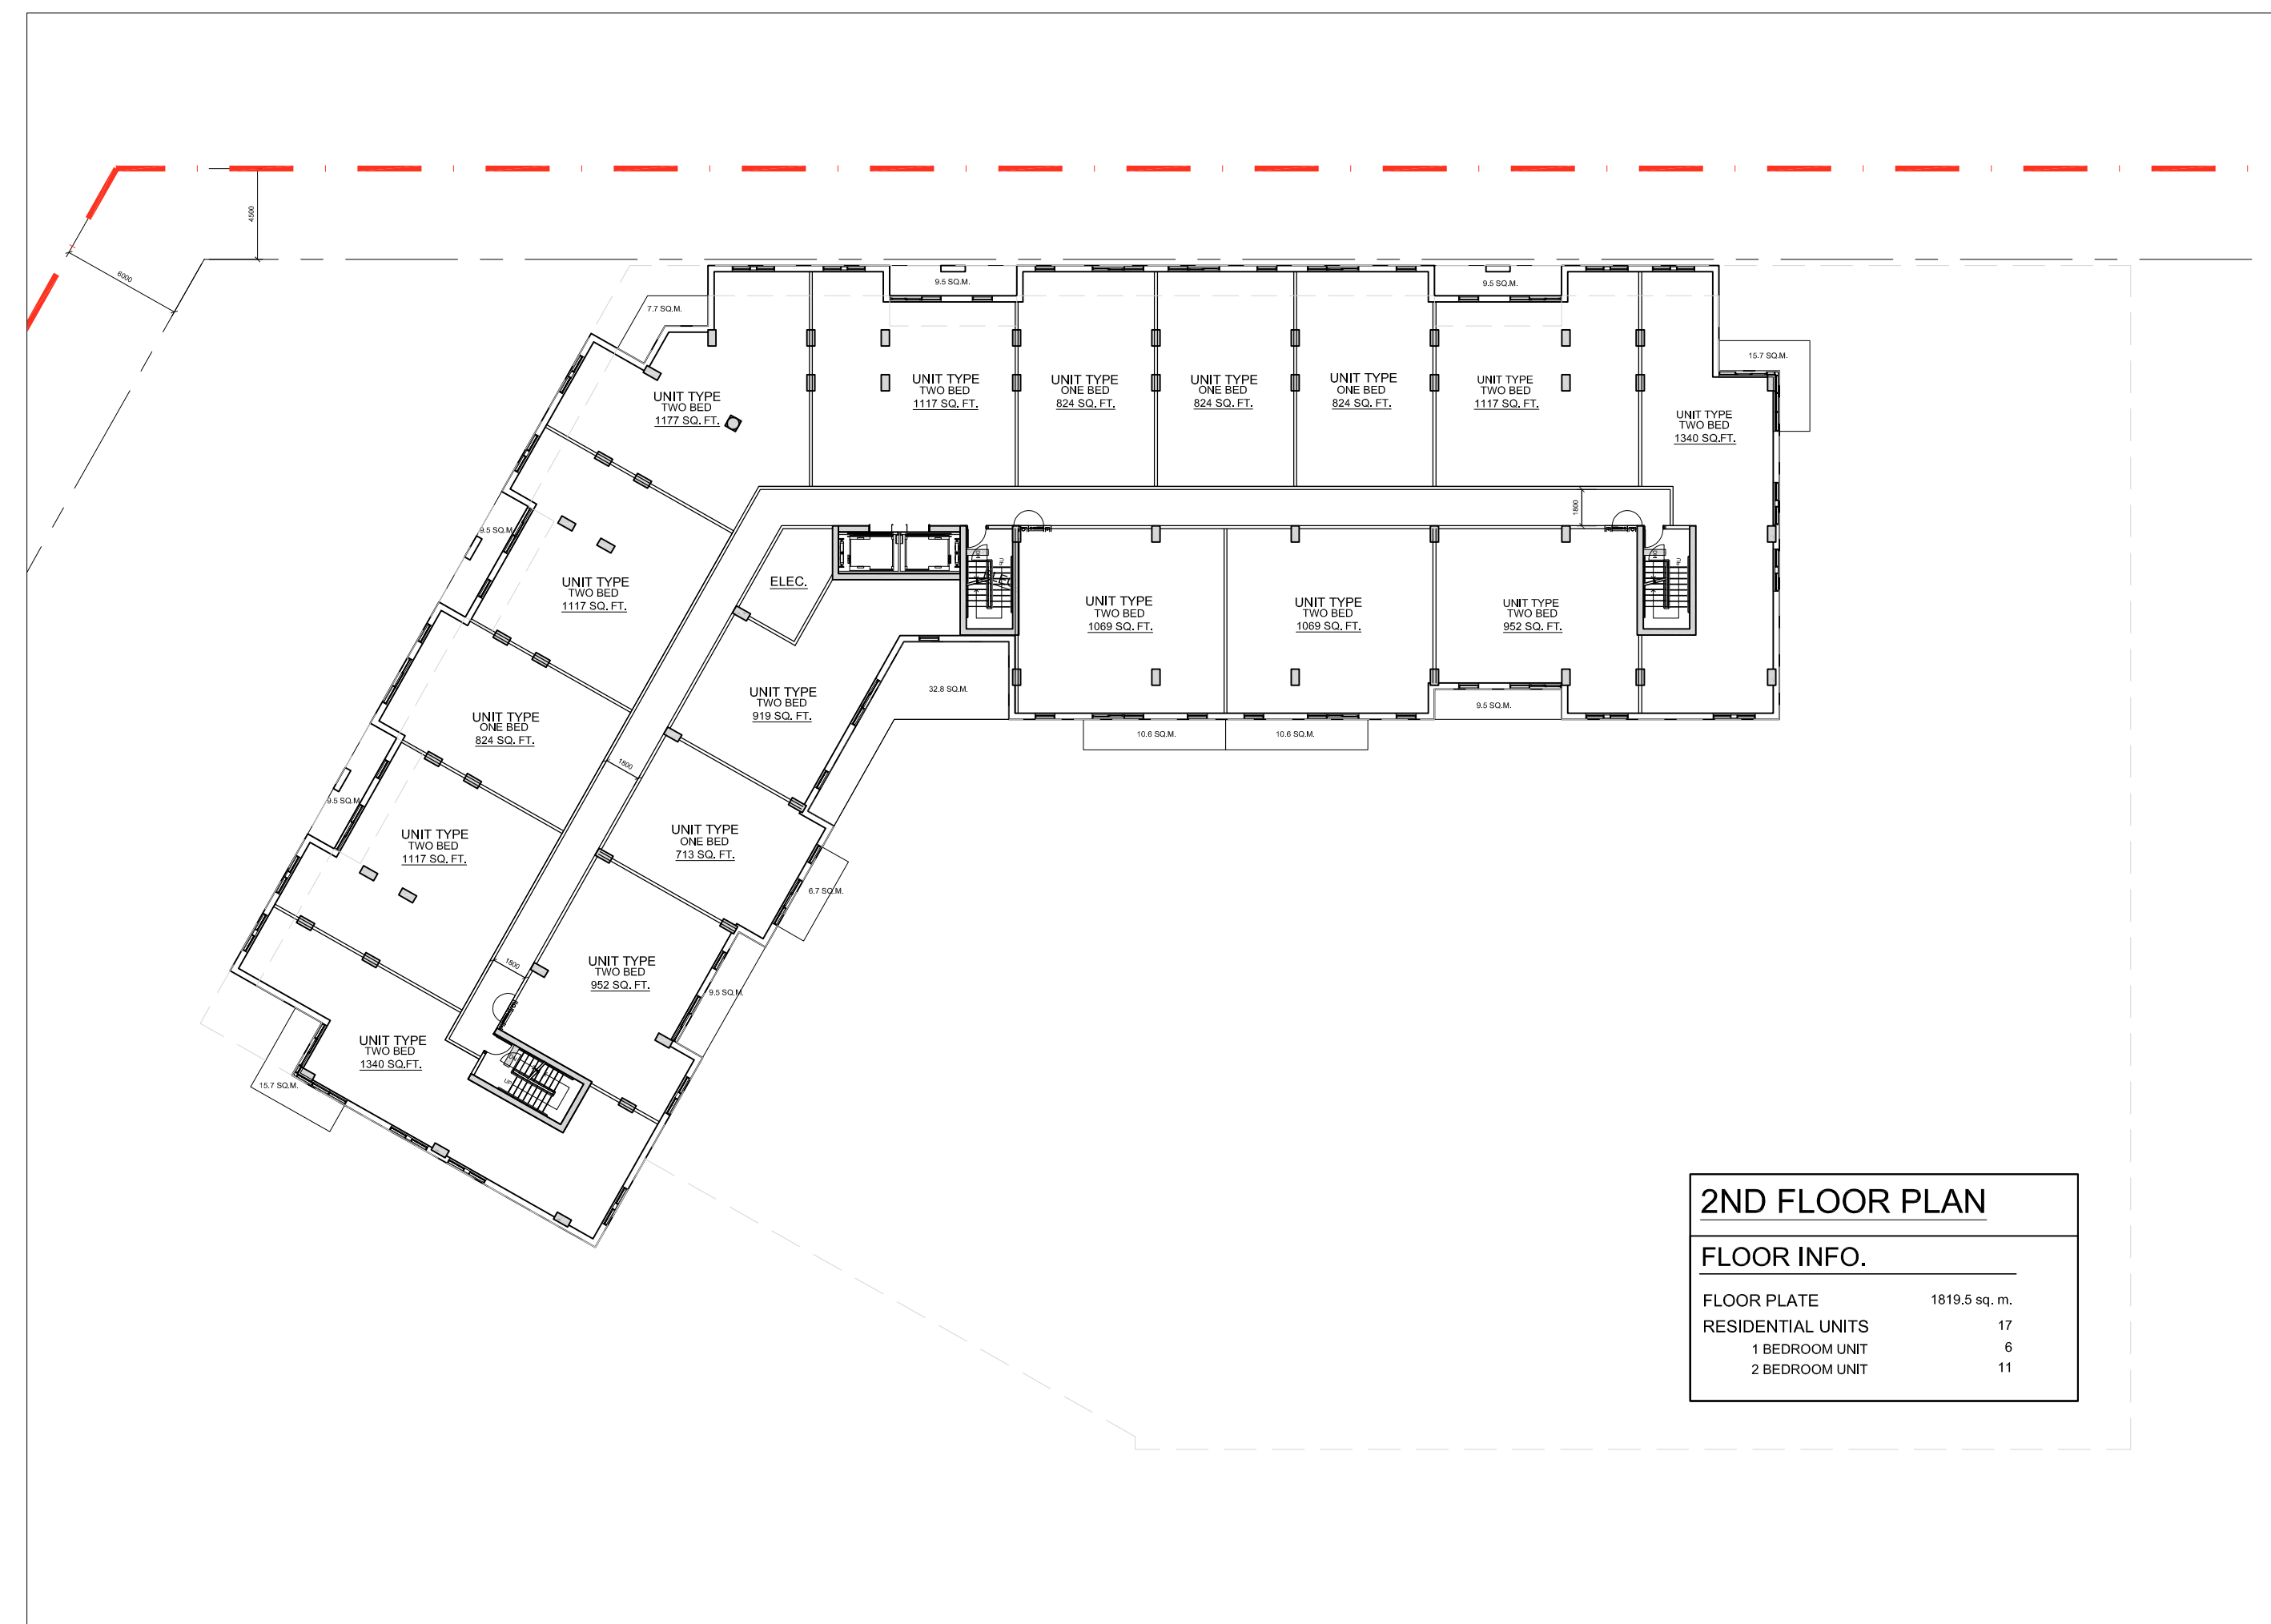 4500
6000
9.5 SQ.M.
9.5 SQ.M.
7.7 SQ.M.
15.7 SQ.M.
UNIT TYPE
TWO BED
1177 SQ. FT.
UNIT TYPE
TWO BED
1117 SQ. FT.
UNIT TYPE
ONE BED
824 SQ. FT.
UNIT TYPE
ONE BED
824 SQ. FT.
UNIT TYPE
ONE BED
824 SQ. FT.
UNIT TYPE
TWO BED
1117 SQ. FT.
UNIT TYPE
TWO BED
1340 SQ.FT.
1800
9.5 SQ.M.
UNIT TYPE
TWO BED
1117 SQ. FT.
ELEC.
UP
UP
UNIT TYPE
TWO BED
1069 SQ. FT.
UNIT TYPE
TWO BED
1069 SQ. FT.
UNIT TYPE
TWO BED
952 SQ. FT.
UNIT TYPE
TWO BED
919 SQ. FT.
32.8 SQ.M.
9.5 SQ.M.
10.6 SQ.M.
10.6 SQ.M.
UNIT TYPE
ONE BED
824 SQ. FT.
1800
9.5 SQ.M.
UNIT TYPE
TWO BED
1117 SQ. FT.
UNIT TYPE
ONE BED
713 SQ. FT.
6.7 SQ.M.
1800
UNIT TYPE
TWO BED
952 SQ. FT.
9.5 SQ.M.
UNIT TYPE
TWO BED
1340 SQ.FT.
15.7 SQ.M.
UP
2ND FLOOR PLAN
FLOOR INFO.
FLOOR PLATE 1819.5 sq. m.
RESIDENTIAL UNITS 17
1 BEDROOM UNIT 6
2 BEDROOM UNIT 11